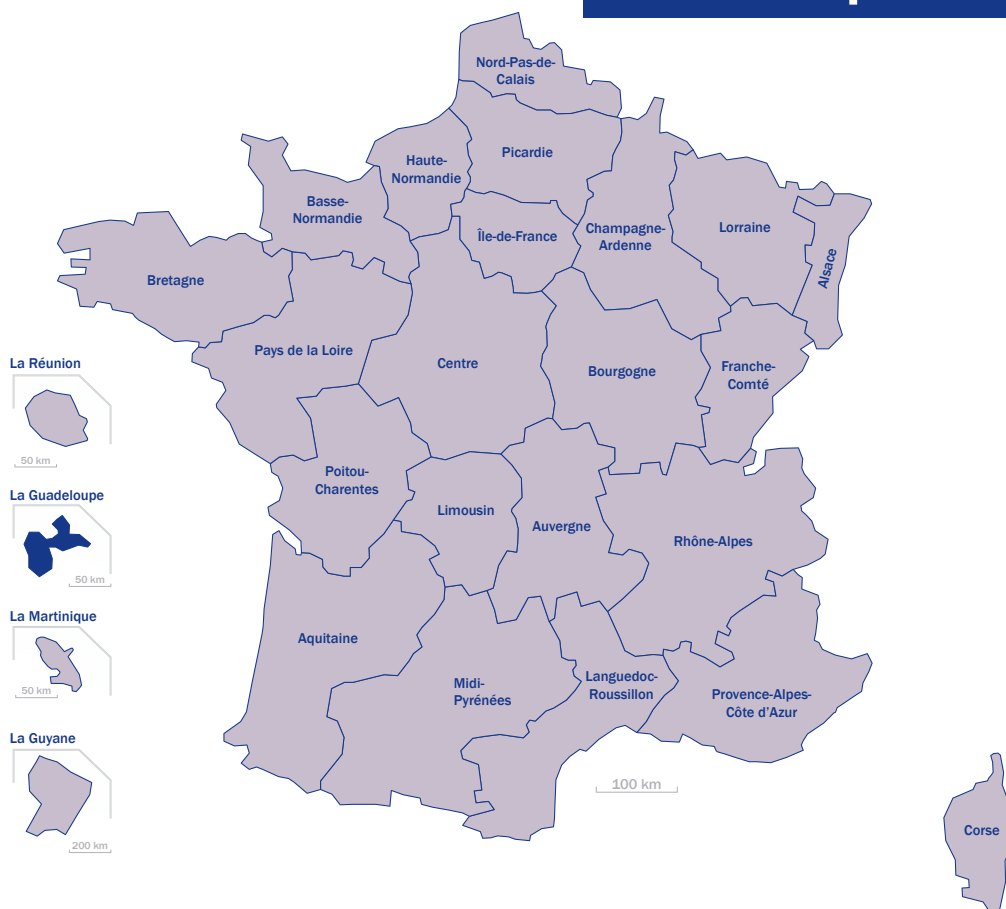 Nord-Pas-de-
Calais
Picardie
Haute-
Normandie
Basse-
Normandie
Île-de-France
Champagne-
Ardenne
Lorraine
Alsace
Bretagne
Pays de la Loire
Centre
Bourgogne
Franche-
Comté
La Réunion
50 km
Poitou-
Charentes
Limousin
Auvergne
Rhône-Alpes
La Guadeloupe
50 km
La Martinique
50 km
Aquitaine
Midi-
Pyrénées
Languedoc-
Roussillon
Provence-Alpes-
Côte d'Azur
La Guyane
200 km
100 km
Corse